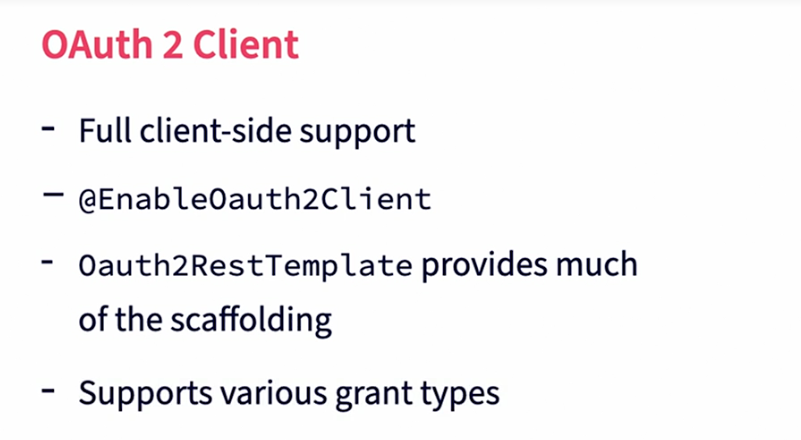 OAuth 2 Client
- Full client-side support
– @EnableOauth2Client
- Oauth2RestTemplate provides much
of the scaffolding
- Supports various grant types